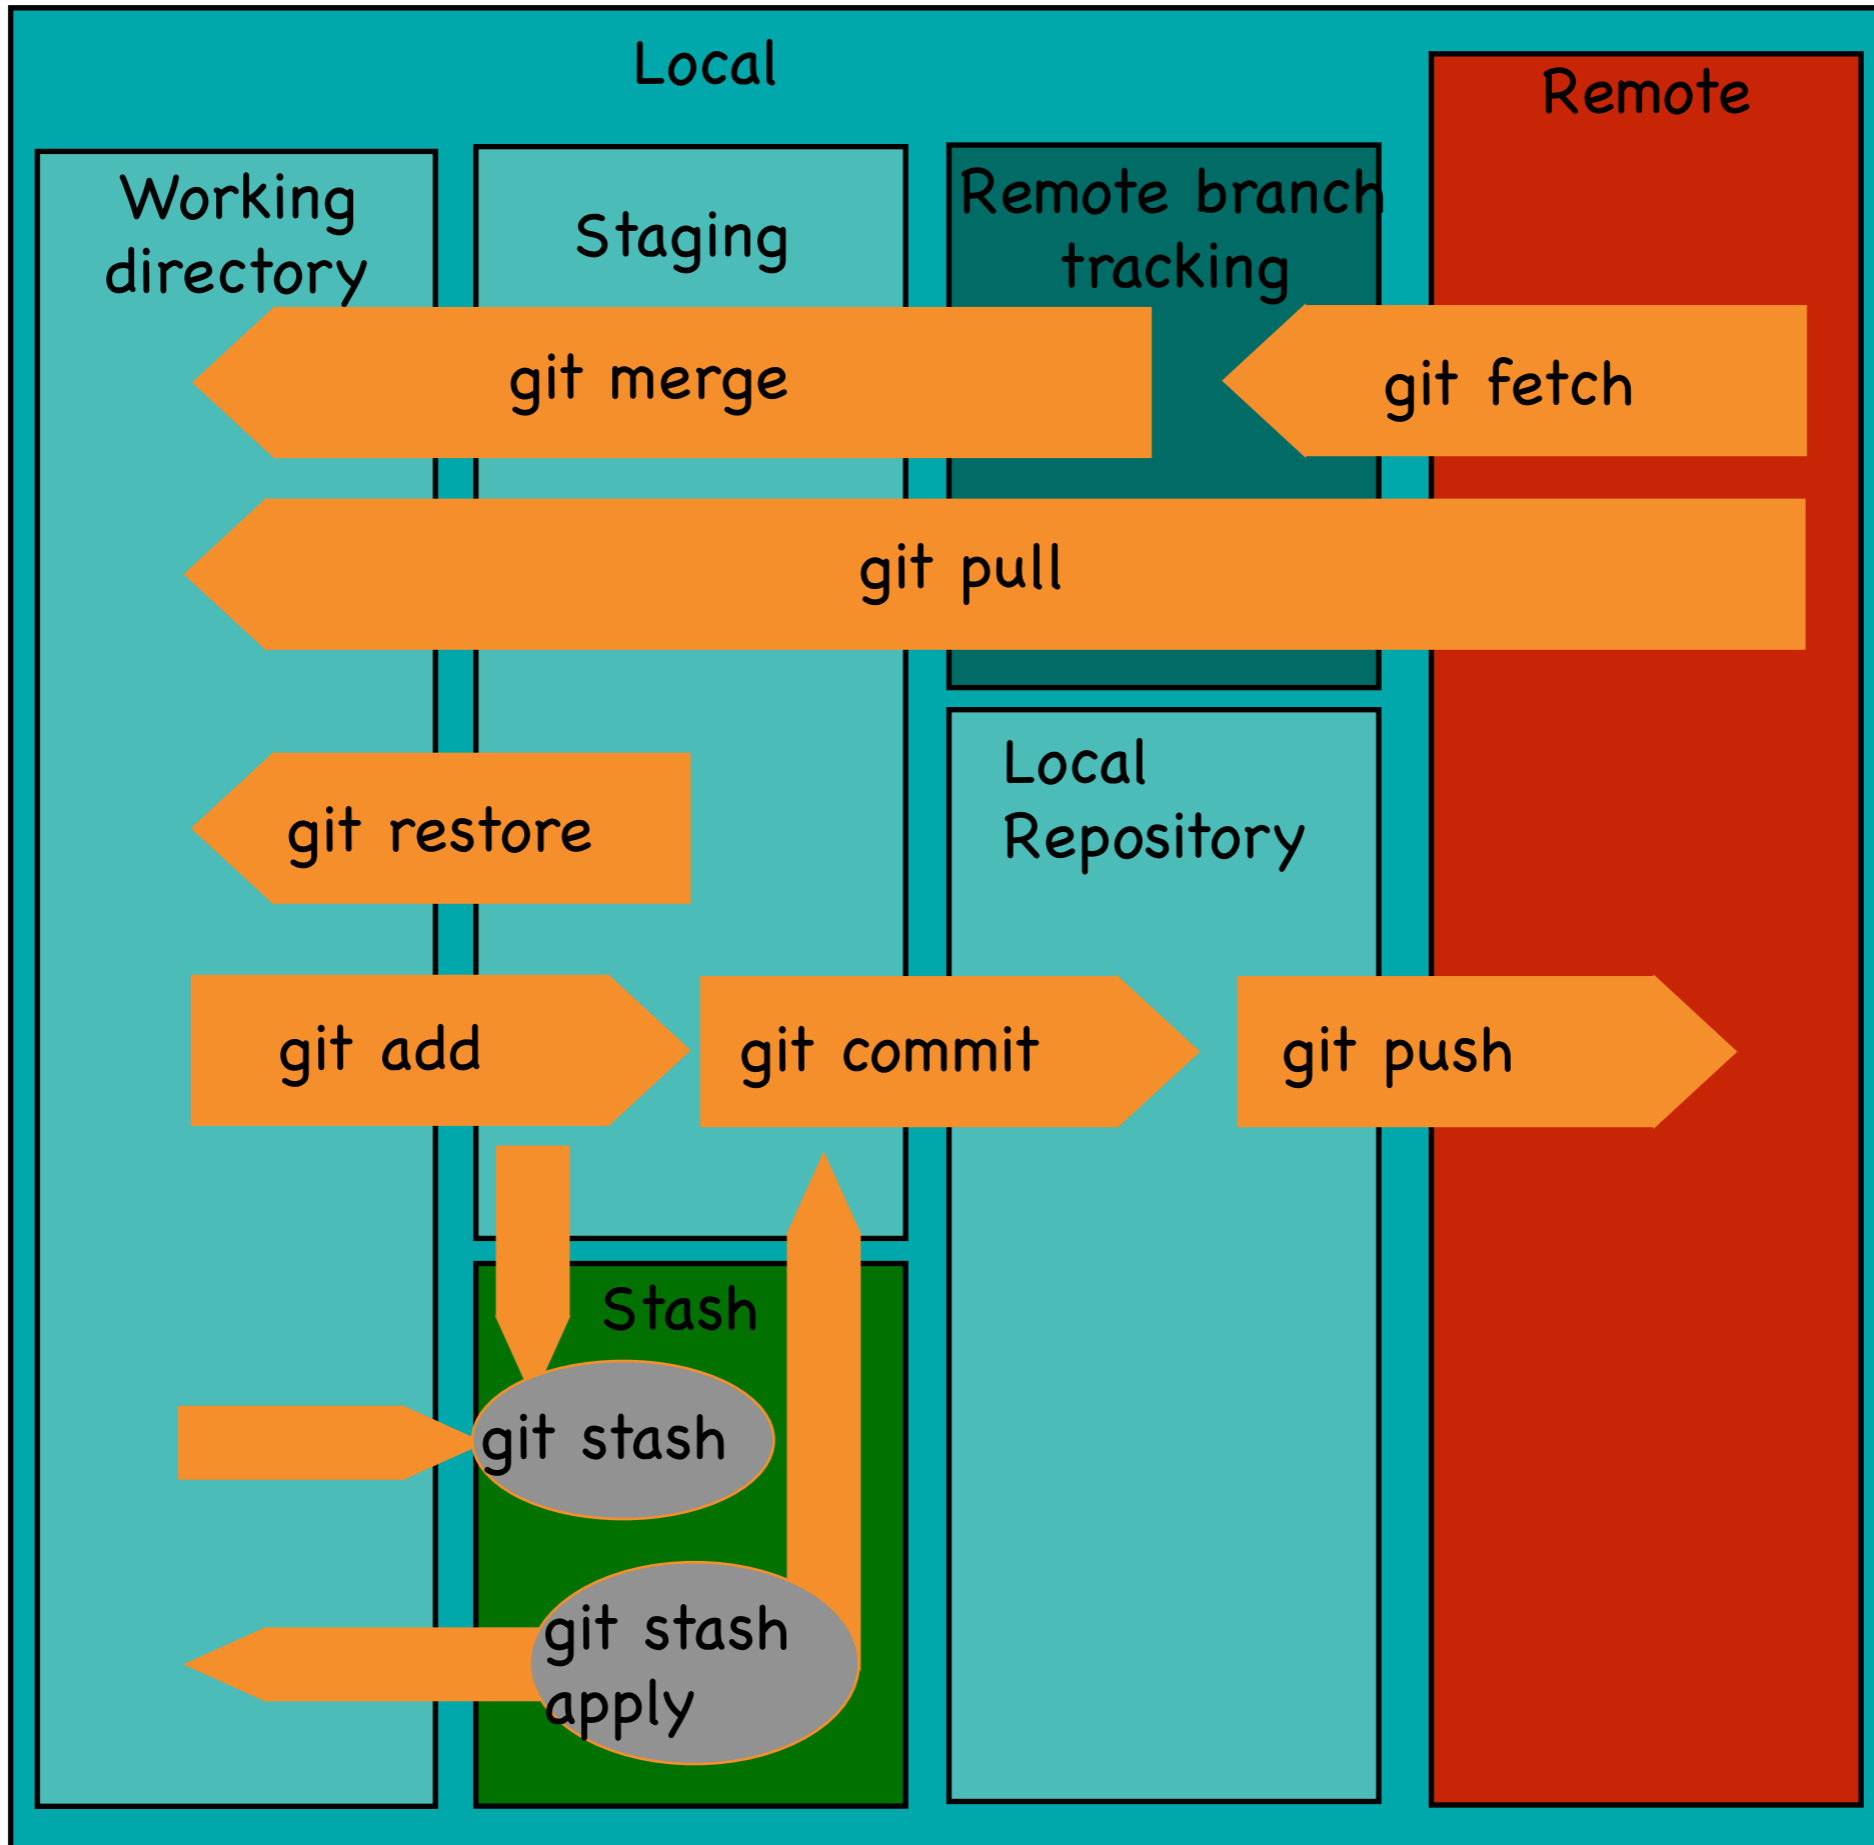 Local
Remote
Working
directory
Staging
Remote branch
tracking
git merge
git fetch
git pull
Local
Repository
git restore
git add
git commit
git push
Stash
git stash
git stash
apply